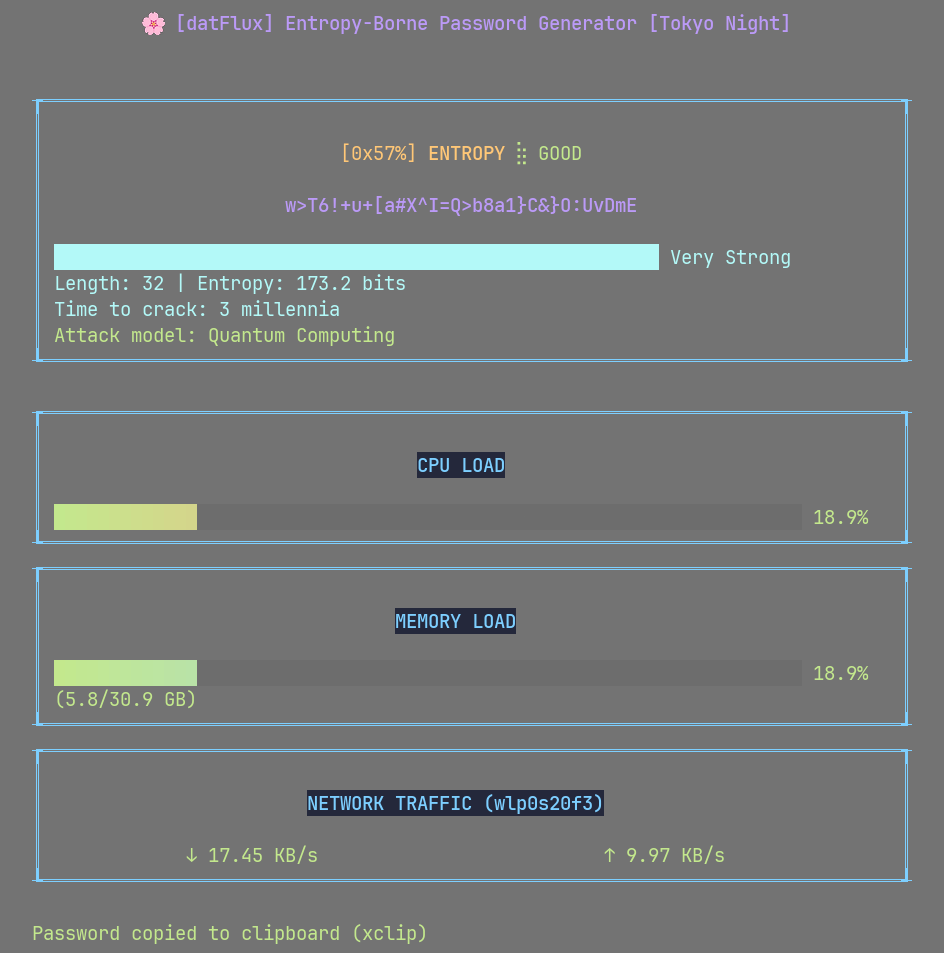 🌸 [datFlux] Entropy-Borne Password Generator [Tokyo Night]
[0x57%] ENTROPY ⣽ GOOD
w>T6!+u+[a#X^I=Q>b8a1}C&}O:UvDmE
Very Strong
Length: 32 | Entropy: 173.2 bits
Time to crack: 3 millennia
Attack model: Quantum Computing
CPU LOAD
18.9%
MEMORY LOAD
18.9%
(5.8/30.9 GB)
NETWORK TRAFFIC (wlp0s20f3)
↓ 17.45 KB/s ↑ 9.97 KB/s
Password copied to clipboard (xclip)